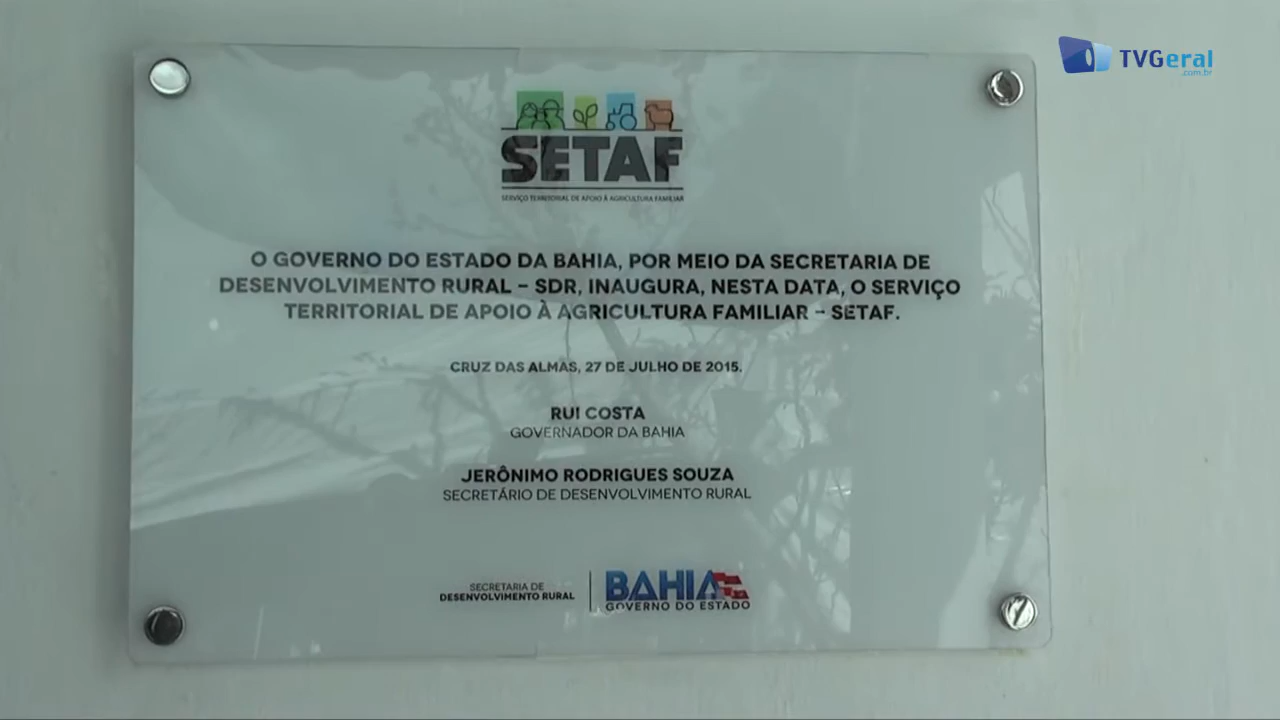 TVGeral
.com.br
SETAF
SERVIÇO TERRITORIAL DE APOIO À AGRICULTURA FAMILIAR
O GOVERNO DO ESTADO DA BAHIA, POR MEIO DA SECRETARIA DE
DESENVOLVIMENTO RURAL – SDR, INAUGURA, NESTA DATA, O SERVIÇO
TERRITORIAL DE APOIO À AGRICULTURA FAMILIAR – SETAF.
CRUZ DAS ALMAS, 27 DE JULHO DE 2015.
RUI COSTA
GOVERNADOR DA BAHIA
JERÔNIMO RODRIGUES SOUZA
SECRETÁRIO DE DESENVOLVIMENTO RURAL
SECRETARIA DE
DESENVOLVIMENTO RURAL
BAHIA
GOVERNO DO ESTADO